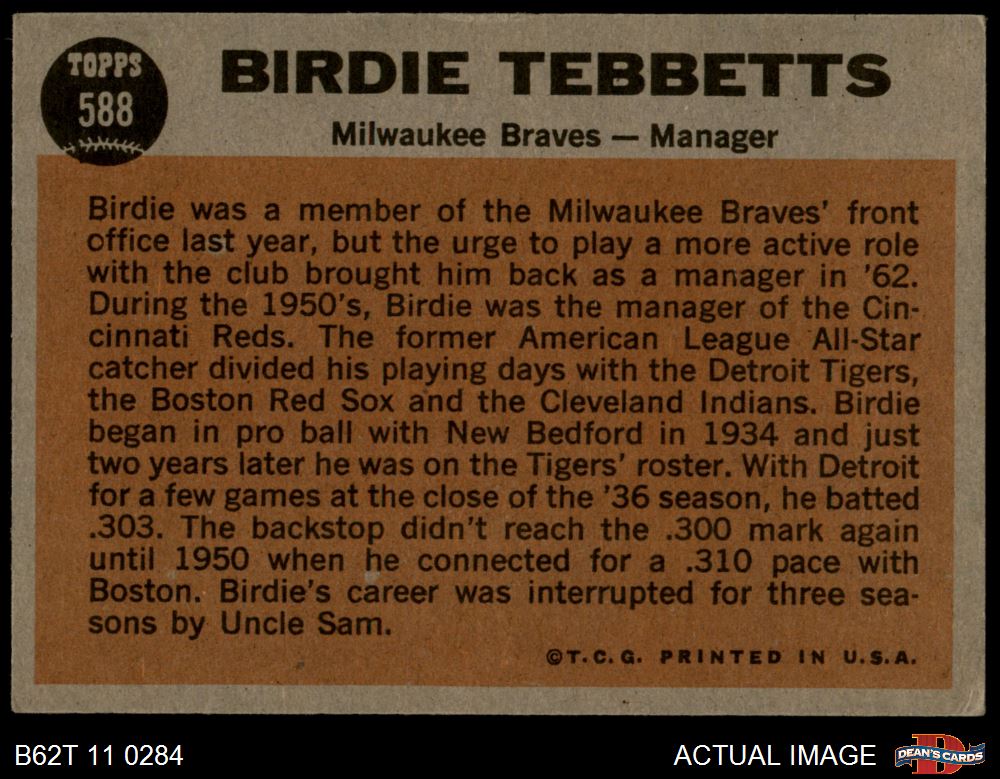 TOPPS
588
BIRDIE TEBBETTS
Milwaukee Braves — Manager
Birdie was a member of the Milwaukee Braves' front
office last year, but the urge to play a more active role
with the club brought him back as a manager in '62.
During the 1950's, Birdie was the manager of the Cin-
cinnati Reds. The former American League All-Star
catcher divided his playing days with the Detroit Tigers,
the Boston Red Sox and the Cleveland Indians. Birdie
began in pro ball with New Bedford in 1934 and just
two years later he was on the Tigers' roster. With Detroit
for a few games at the close of the '36 season, he batted
.303. The backstop didn't reach the .300 mark again
until 1950 when he connected for a .310 pace with
Boston. Birdie's career was interrupted for three sea-
sons by Uncle Sam.
©T.C.G. PRINTED IN U.S.A.
B62T 11 0284
ACTUAL IMAGE
D
DEAN'S CARDS